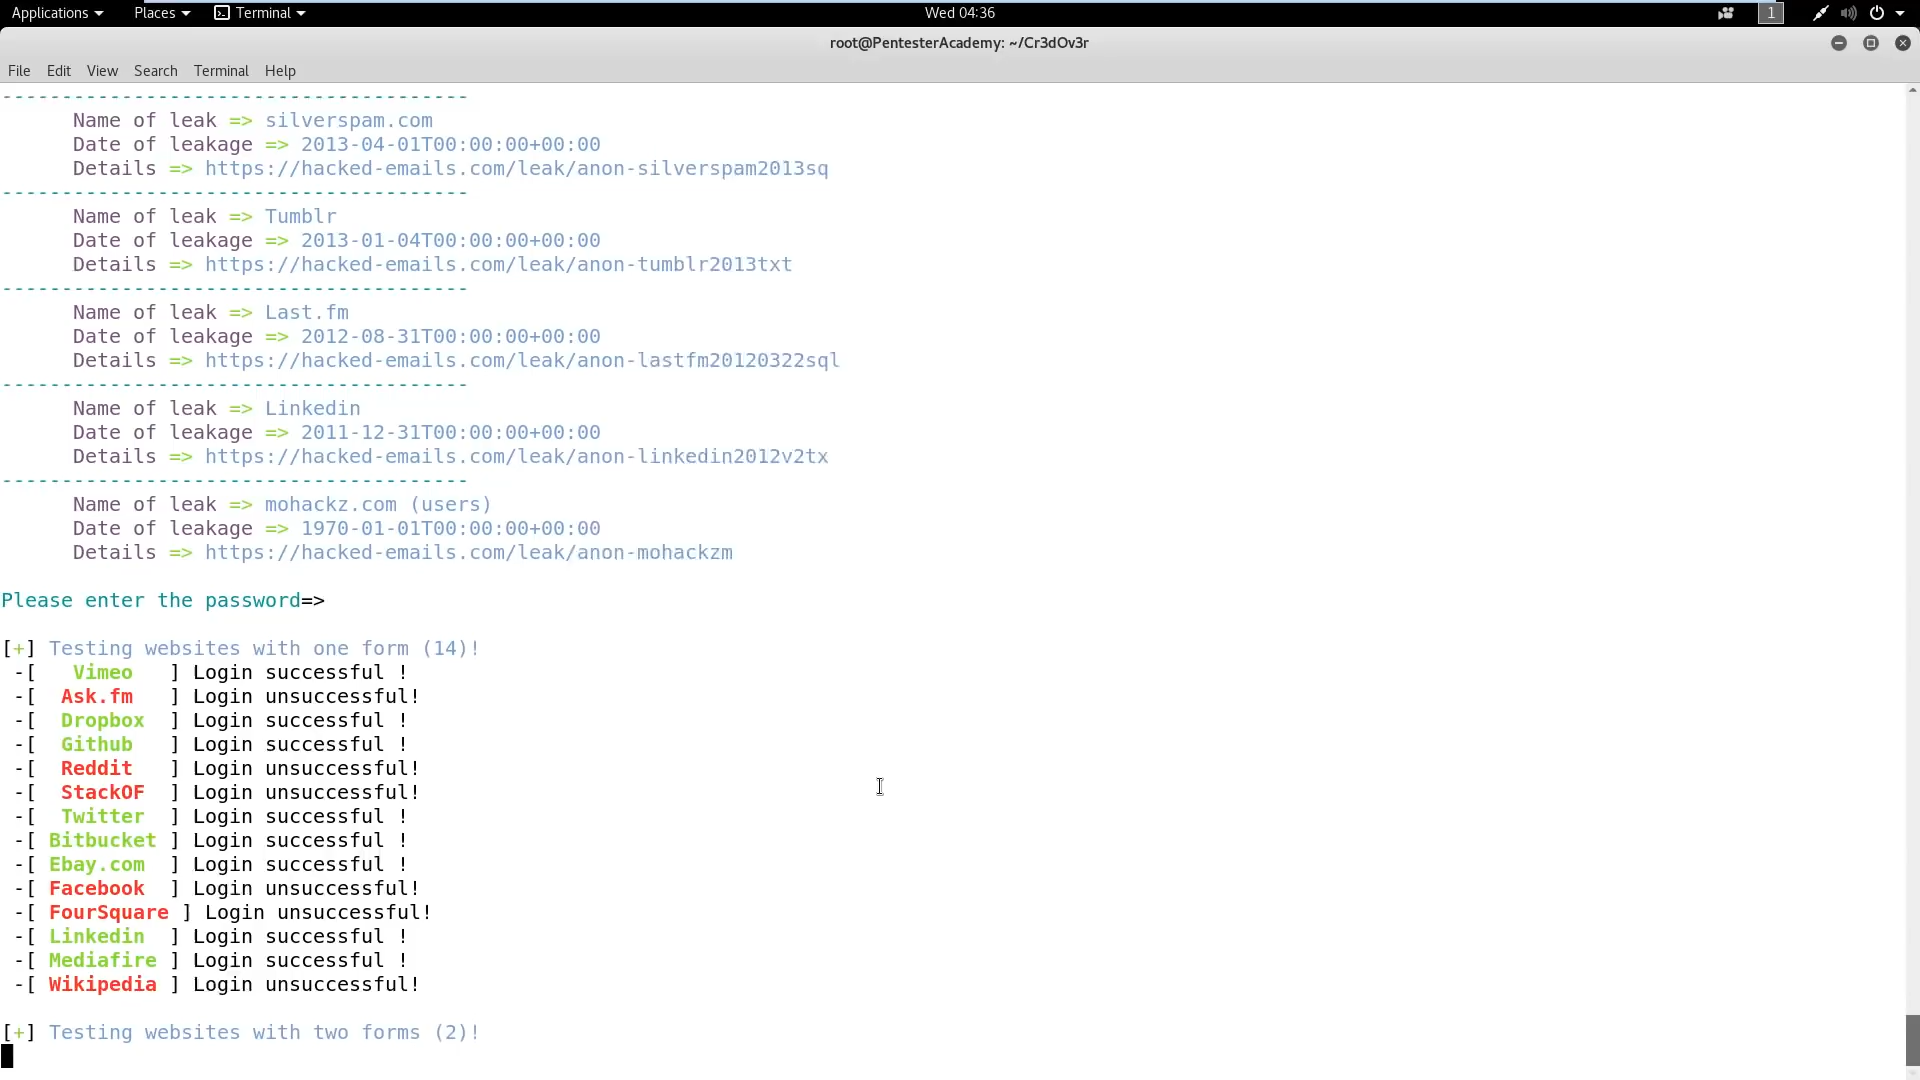 Applications Places Terminal Wed 04:36 1
root@PentesterAcademy: ~/Cr3dOv3r
File Edit View Search Terminal Help
---------------------------------------
Name of leak => silverspam.com
Date of leakage => 2013-04-01T00:00:00+00:00
Details => https://hacked-emails.com/leak/anon-silverspam2013sq
---------------------------------------
Name of leak => Tumblr
Date of leakage => 2013-01-04T00:00:00+00:00
Details => https://hacked-emails.com/leak/anon-tumblr2013txt
---------------------------------------
Name of leak => Last.fm
Date of leakage => 2012-08-31T00:00:00+00:00
Details => https://hacked-emails.com/leak/anon-lastfm20120322sql
---------------------------------------
Name of leak => Linkedin
Date of leakage => 2011-12-31T00:00:00+00:00
Details => https://hacked-emails.com/leak/anon-linkedin2012v2tx
---------------------------------------
Name of leak => mohackz.com (users)
Date of leakage => 1970-01-01T00:00:00+00:00
Details => https://hacked-emails.com/leak/anon-mohackzm
Please enter the password=>
[+] Testing websites with one form (14)!
-[   Vimeo   ] Login successful !
-[  Ask.fm   ] Login unsuccessful!
-[  Dropbox  ] Login successful !
-[  Github   ] Login successful !
-[  Reddit   ] Login unsuccessful!
-[  StackOF  ] Login unsuccessful!
-[  Twitter  ] Login successful !
-[ Bitbucket ] Login successful !
-[ Ebay.com  ] Login successful !
-[ Facebook  ] Login unsuccessful!
-[ FourSquare ] Login unsuccessful!
-[ Linkedin  ] Login successful !
-[ Mediafire ] Login successful !
-[ Wikipedia ] Login unsuccessful!
[+] Testing websites with two forms (2)!